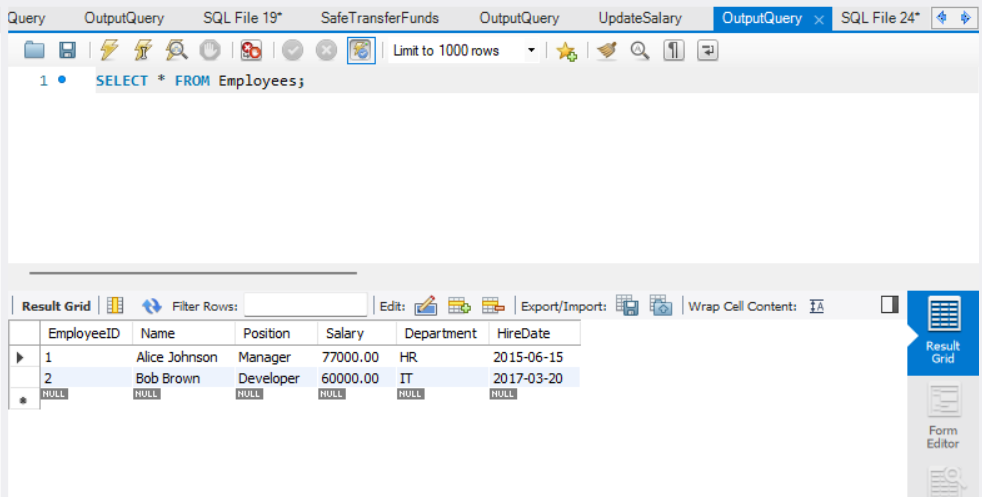 Query OutputQuery SQL File 19* SafeTransferFunds OutputQuery UpdateSalary OutputQuery SQL File 24*
Limit to 1000 rows
1 SELECT * FROM Employees;
Result Grid Filter Rows: Edit: Export/Import: Wrap Cell Content: IA
EmployeeID Name Position Salary Department HireDate
1 Alice Johnson Manager 77000.00 HR 2015-06-15
2 Bob Brown Developer 60000.00 IT 2017-03-20
NULL NULL NULL NULL NULL NULL
Result
Grid
Form
Editor